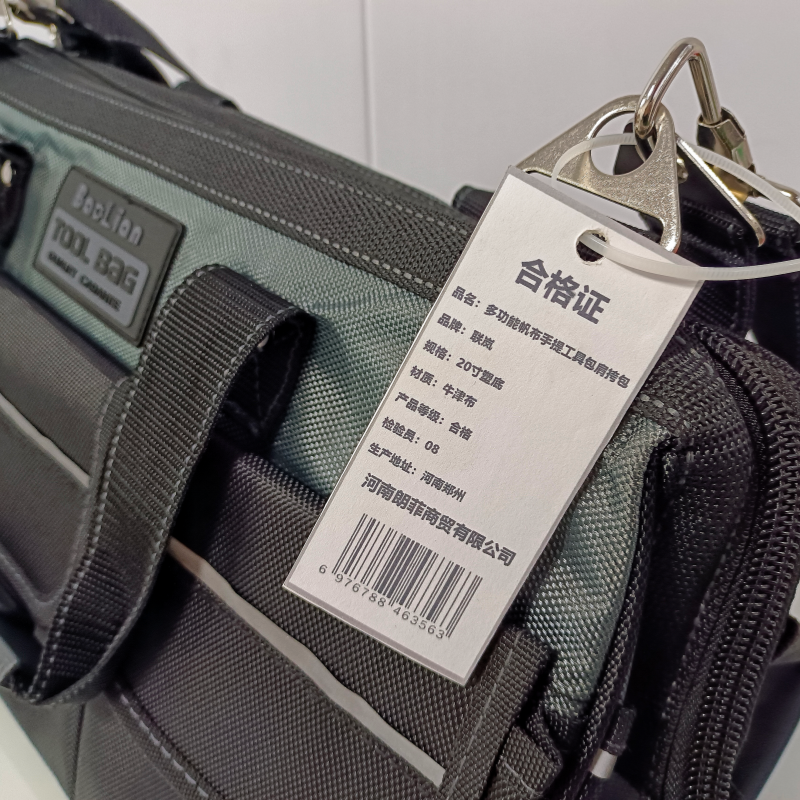 BaoLian
TOOL BAG
合格证
品名：多功能帆布手提工具包肩挎包
品牌：联岚
规格：20寸塑底
材质：牛津布
产品等级：合格
检验员：08
生产地址：河南郑州
河南朗菲商贸有限公司
6 976788 463563